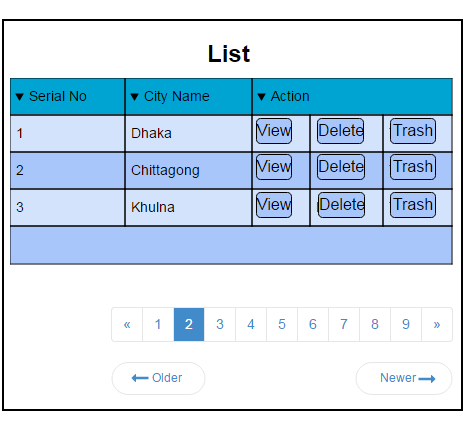 List
▼ Serial No ▼ City Name ▼ Action
1 Dhaka View Delete Trash
2 Chittagong View Delete Trash
3 Khulna View Delete Trash
« 1 2 3 4 5 6 7 8 9 »
← Older Newer →